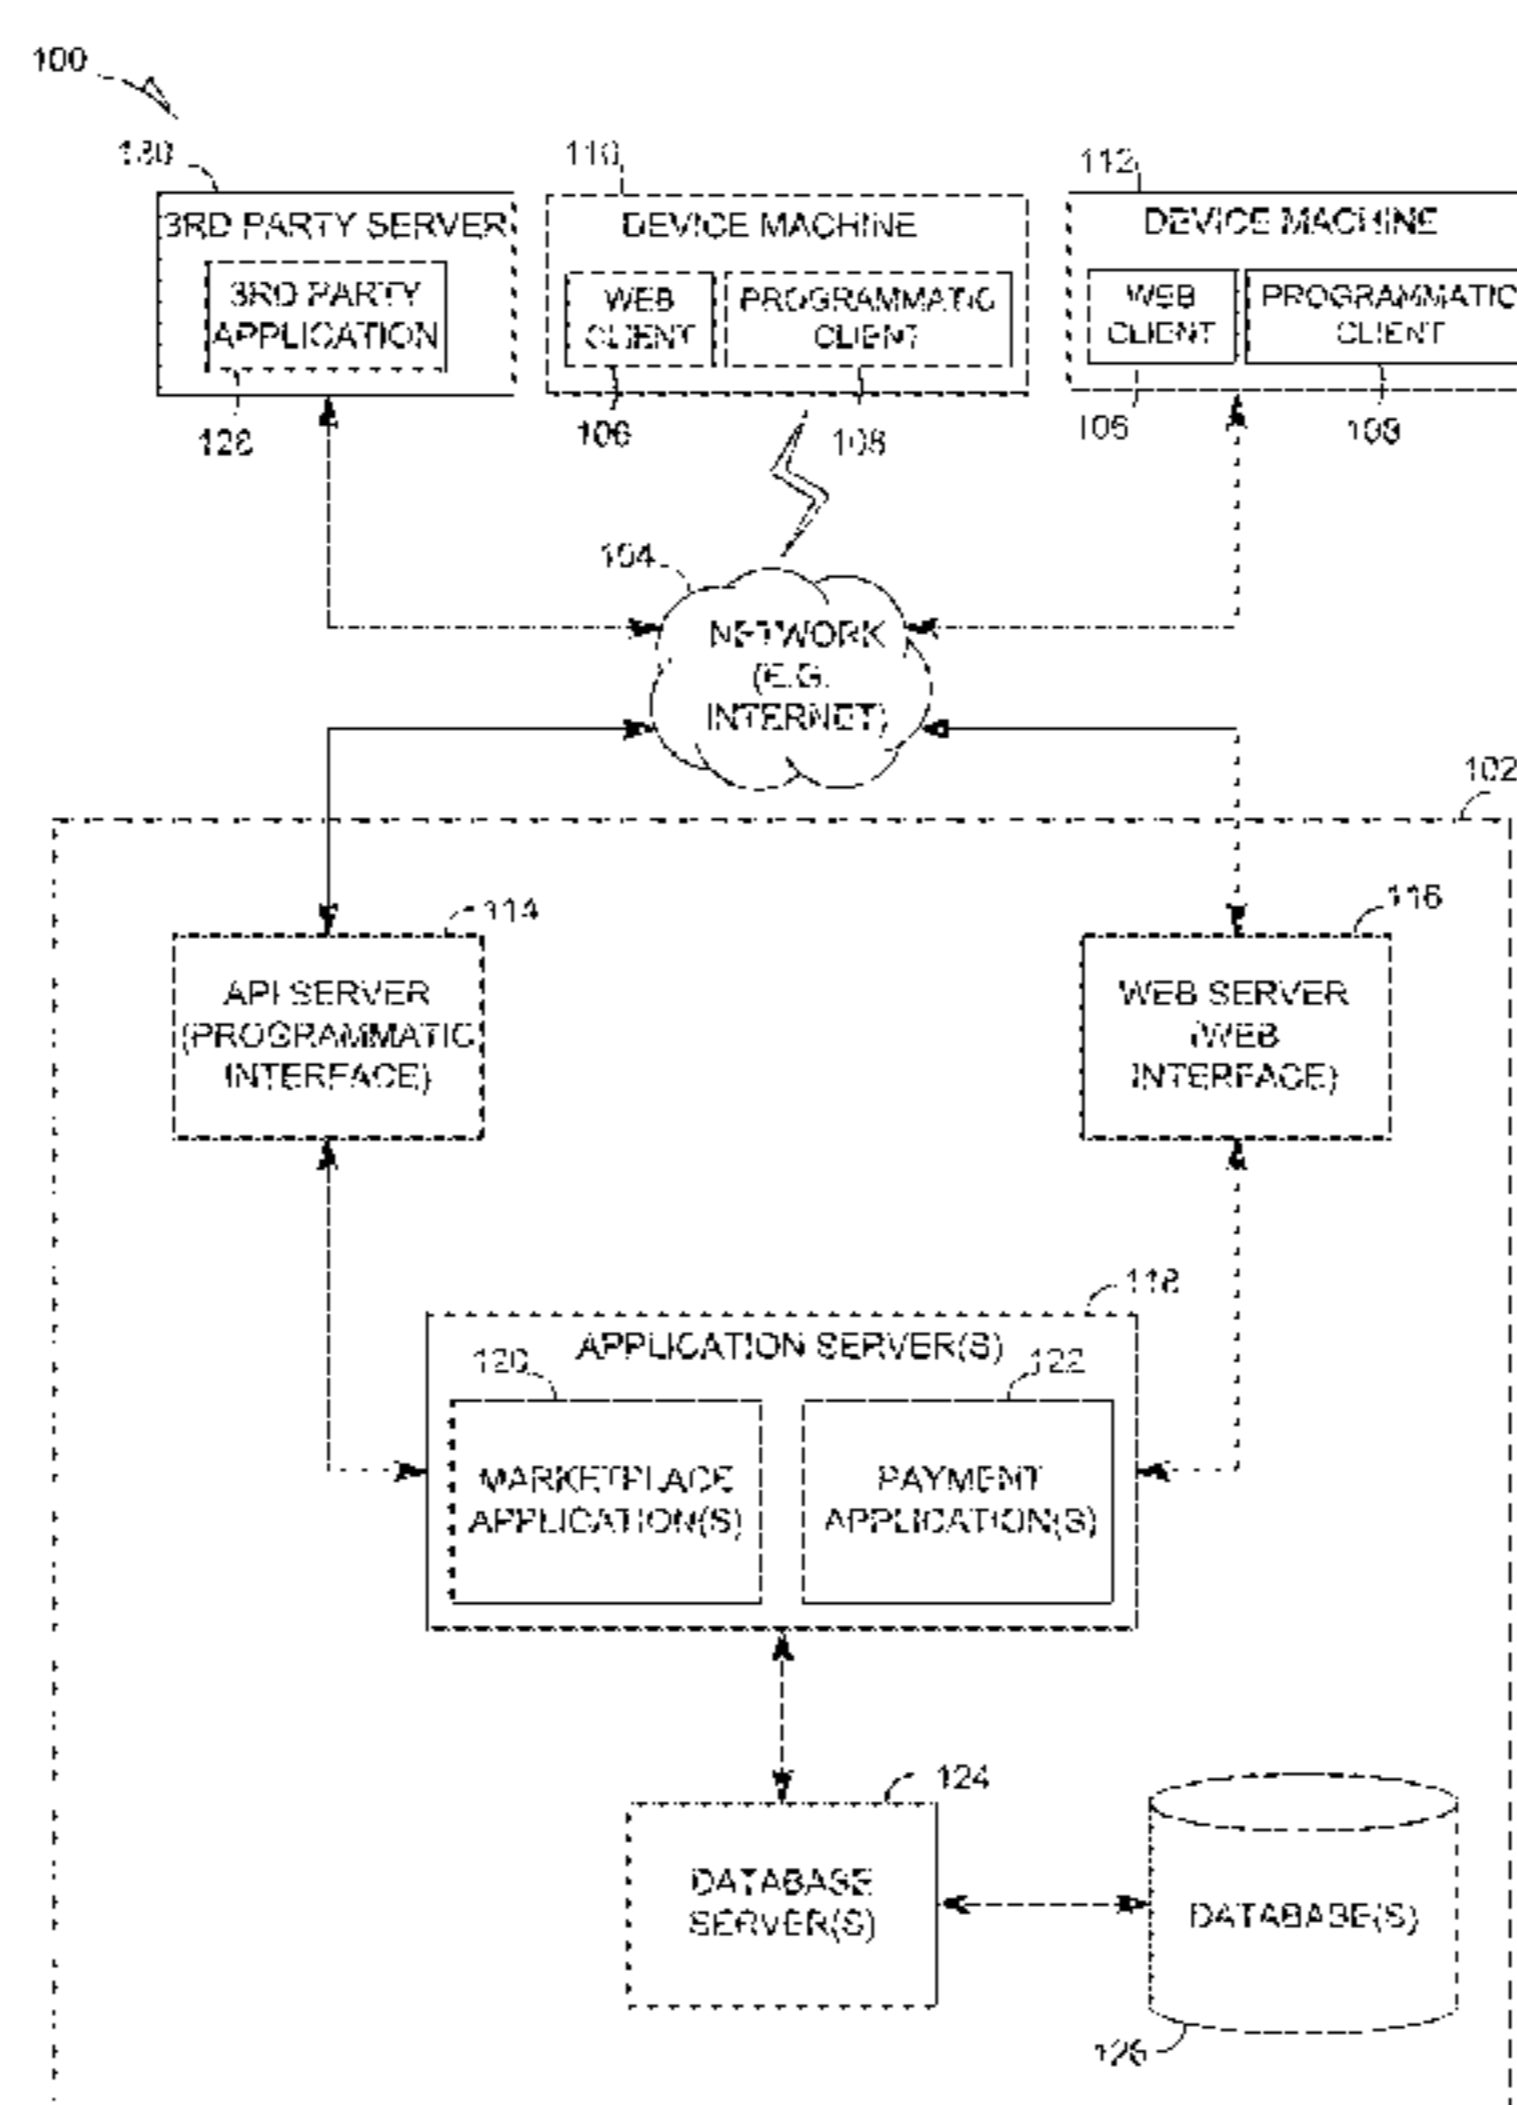 100
130
110
112
3RD PARTY SERVER
3RD PARTY
APPLICATION
128
DEVICE MACHINE
WEB
CLIENT
PROGRAMMATIC
CLIENT
106
108
DEVICE MACHINE
WEB
CLIENT
PROGRAMMATIC
CLIENT
104
NETWORK
(E.G.
INTERNET)
102
114
API SERVER
(PROGRAMMATIC
INTERFACE)
116
WEB SERVER
(WEB
INTERFACE)
118
APPLICATION SERVER(S)
120
122
MARKETPLACE
APPLICATION(S)
PAYMENT
APPLICATION(S)
124
DATABASE
SERVER(S)
DATABASE(S)
126